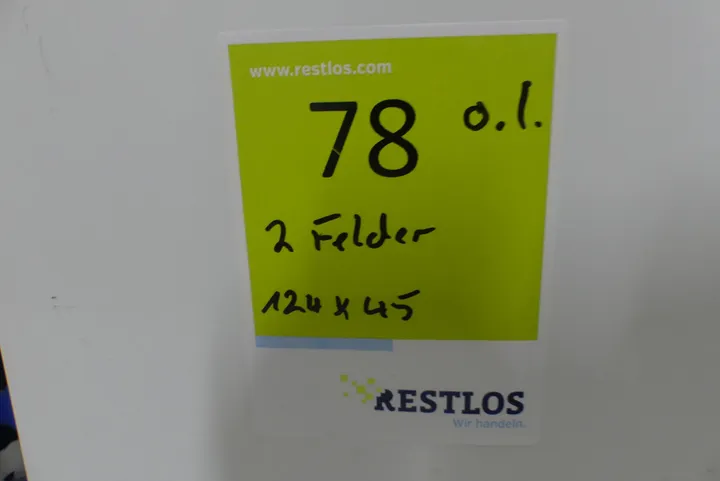 www.restlos.com
78 o.l.
2 Felder
124 x 45
RESTLOS
Wir handeln.